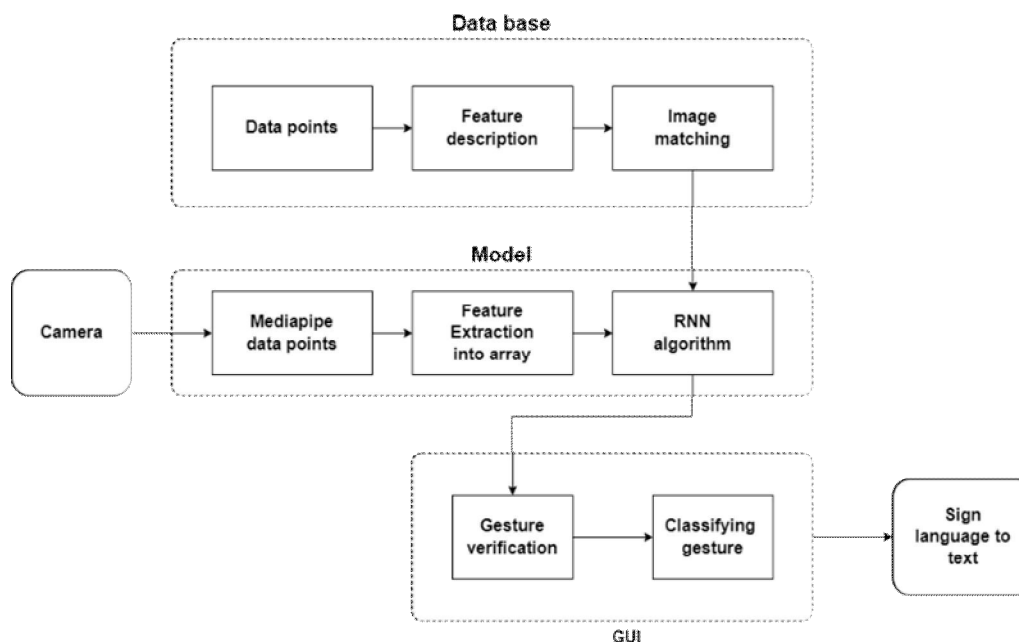 Data base
Data points
Feature
description
Image
matching
Model
Camera
Mediapipe
data points
Feature
Extraction
into array
RNN
algorithm
Gesture
verification
Classifying
gesture
Sign
language to
text
GUI